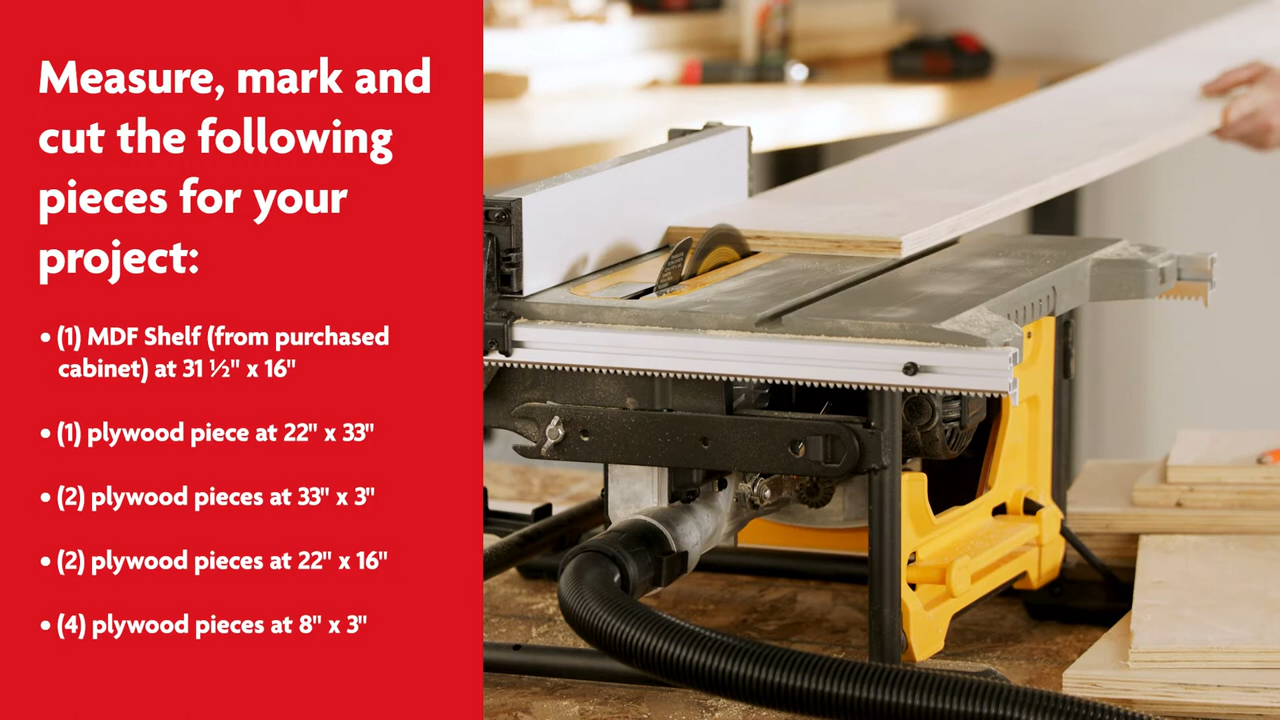 Measure, mark and
cut the following
pieces for your
project:
• (1) MDF Shelf (from purchased
cabinet) at 31 ½" x 16"
• (1) plywood piece at 22" x 33"
• (2) plywood pieces at 33" x 3"
• (2) plywood pieces at 22" x 16"
• (4) plywood pieces at 8" x 3"